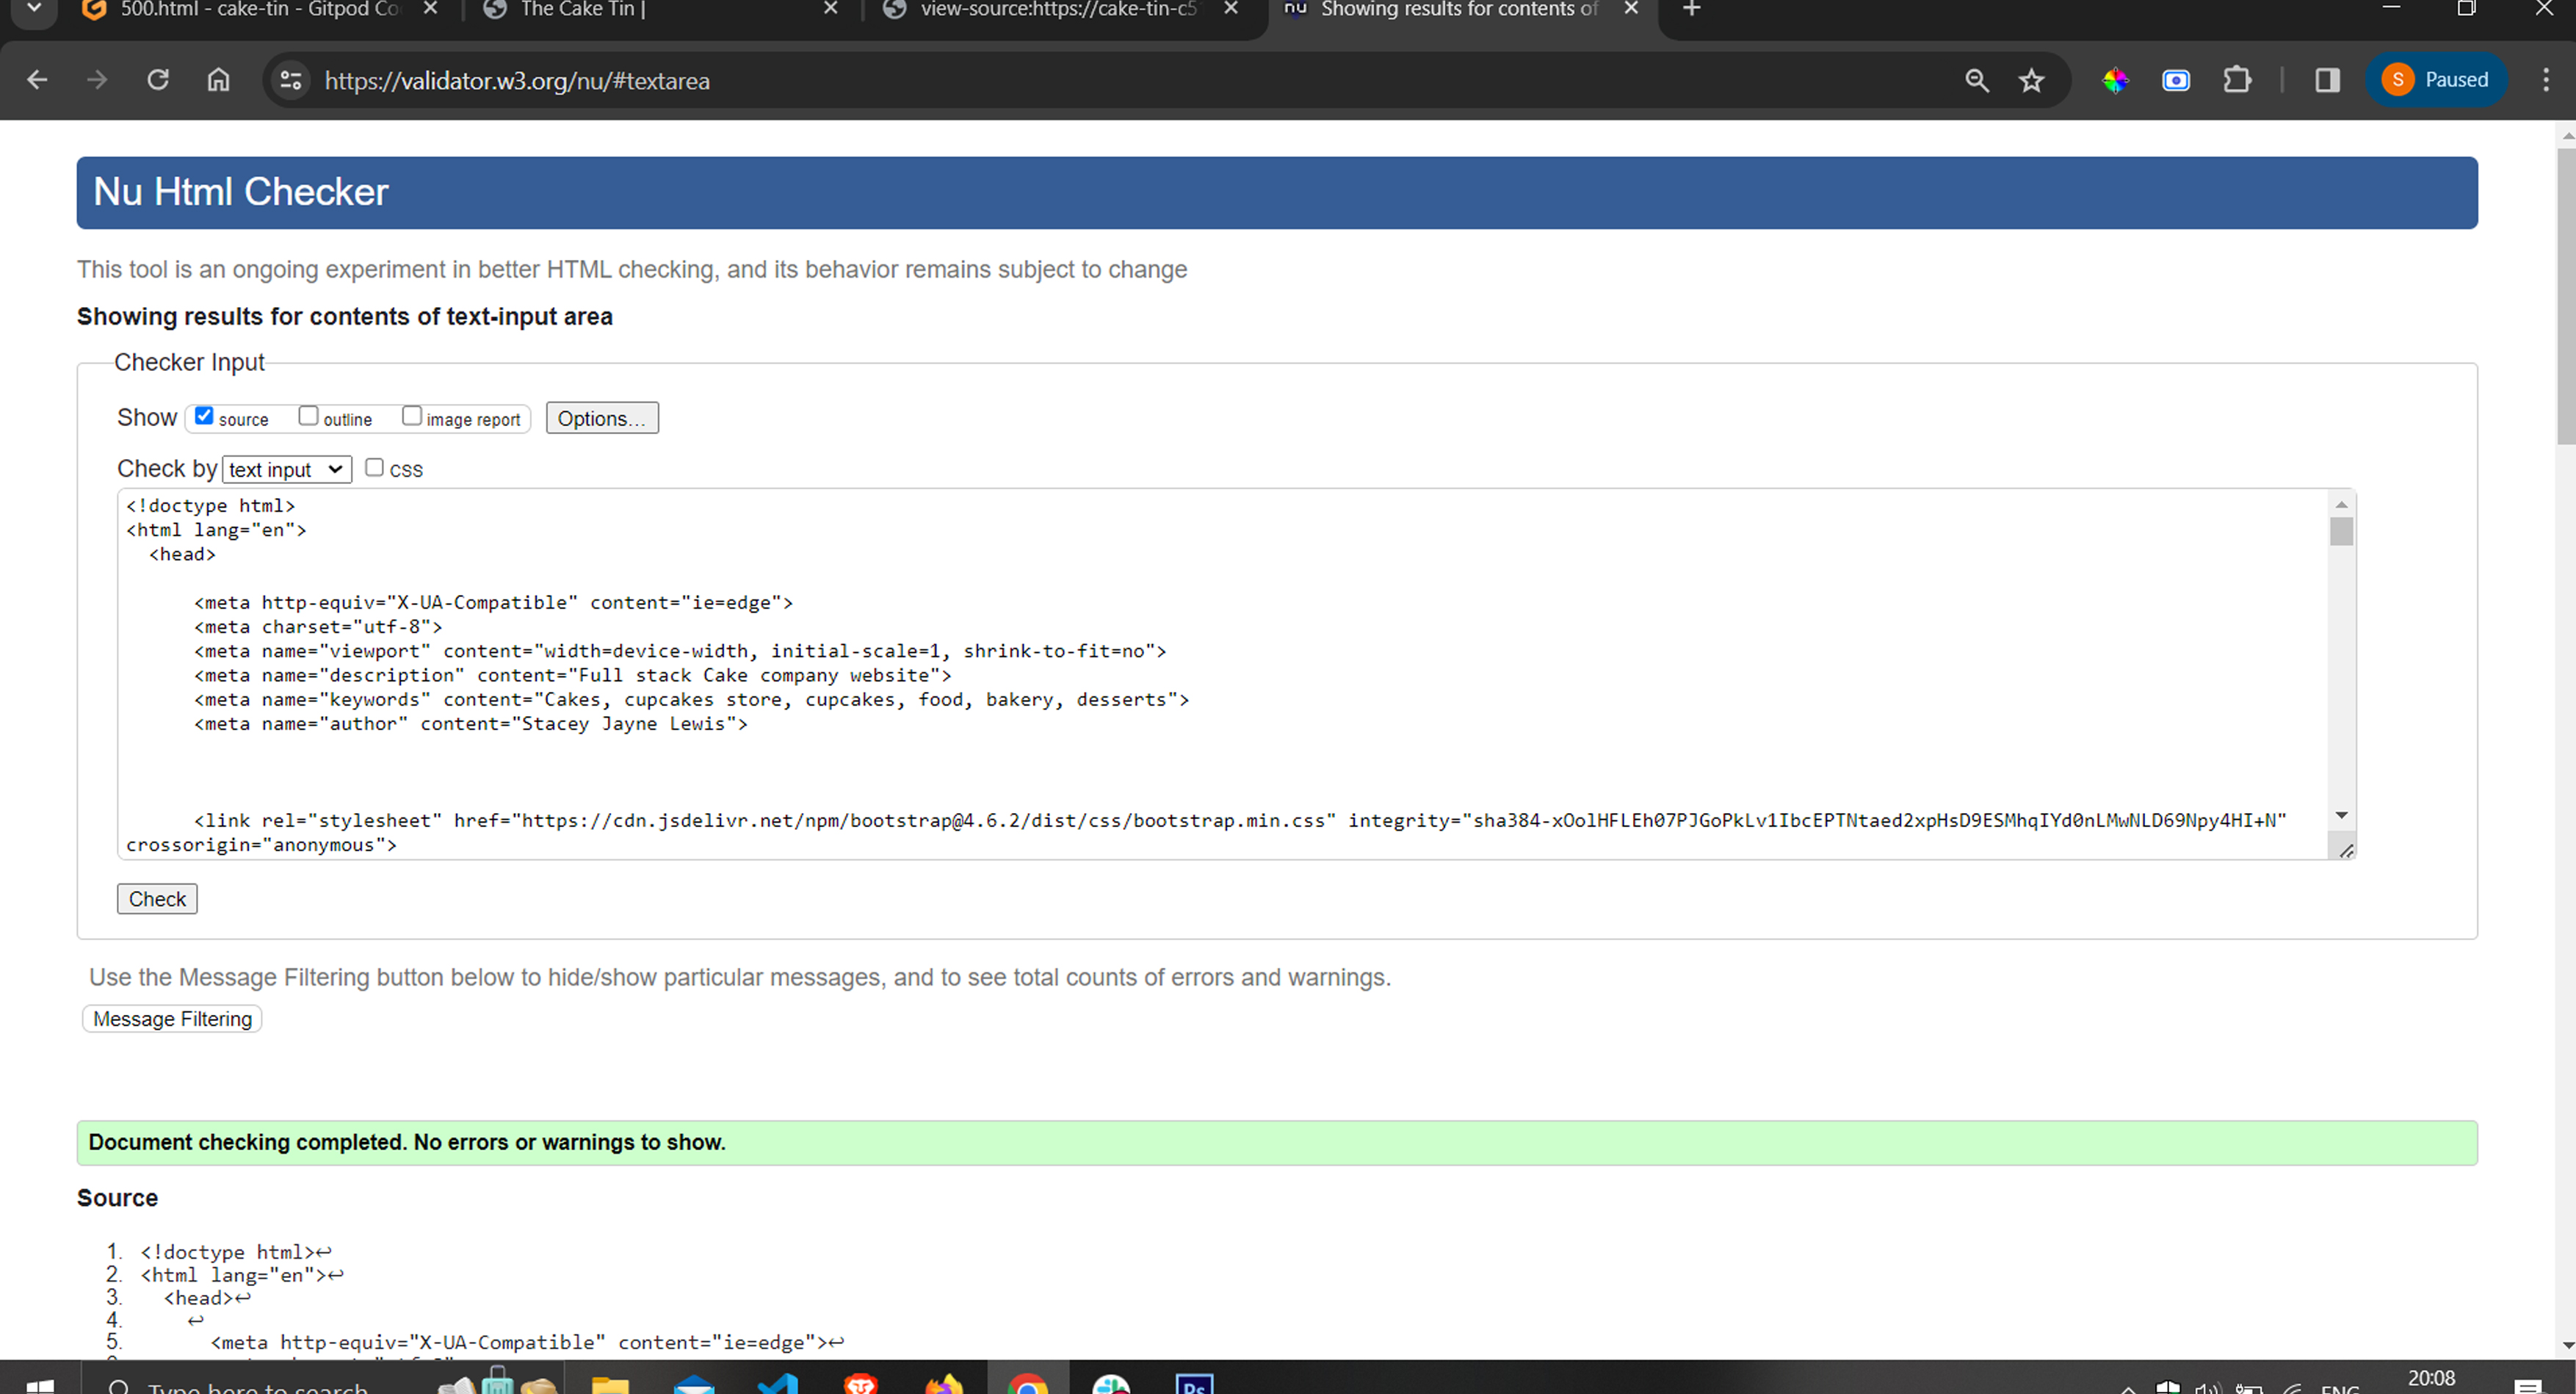 500.html - cake-tin - Gitpod Co
The Cake Tin |
view-source:https://cake-tin-c5
nu Showing results for contents of
https://validator.w3.org/nu/#textarea
S Paused
Nu Html Checker
This tool is an ongoing experiment in better HTML checking, and its behavior remains subject to change
Showing results for contents of text-input area
Checker Input
Show source outline image report Options...
Check by text input css
<!doctype html>
<html lang="en">
<head>
<meta http-equiv="X-UA-Compatible" content="ie=edge">
<meta charset="utf-8">
<meta name="viewport" content="width=device-width, initial-scale=1, shrink-to-fit=no">
<meta name="description" content="Full stack Cake company website">
<meta name="keywords" content="Cakes, cupcakes store, cupcakes, food, bakery, desserts">
<meta name="author" content="Stacey Jayne Lewis">
<link rel="stylesheet" href="https://cdn.jsdelivr.net/npm/bootstrap@4.6.2/dist/css/bootstrap.min.css" integrity="sha384-xOolHFLEh07PJGoPkLv1IbcEPTNtaed2xpHsD9ESMhqIYd0nLMwNLD69Npy4HI+N"
crossorigin="anonymous">
Check
Use the Message Filtering button below to hide/show particular messages, and to see total counts of errors and warnings.
Message Filtering
Document checking completed. No errors or warnings to show.
Source
1. <!doctype html>↩
2. <html lang="en">↩
3. <head>↩
4. ↩
5. <meta http-equiv="X-UA-Compatible" content="ie=edge">↩
Type here to search
Ps
ENG
20:08